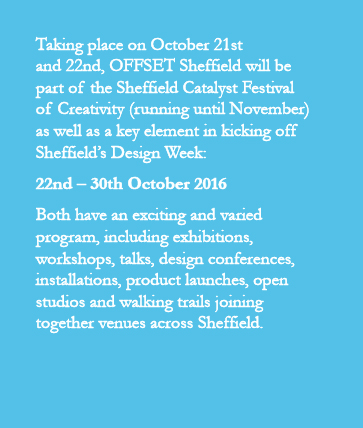 Taking place on October 21st
and 22nd, OFFSET Sheffield will be
part of the Sheffield Catalyst Festival
of Creativity (running until November)
as well as a key element in kicking off
Sheffield's Design Week:
22nd – 30th October 2016
Both have an exciting and varied
program, including exhibitions,
workshops, talks, design conferences,
installations, product launches, open
studios and walking trails joining
together venues across Sheffield.